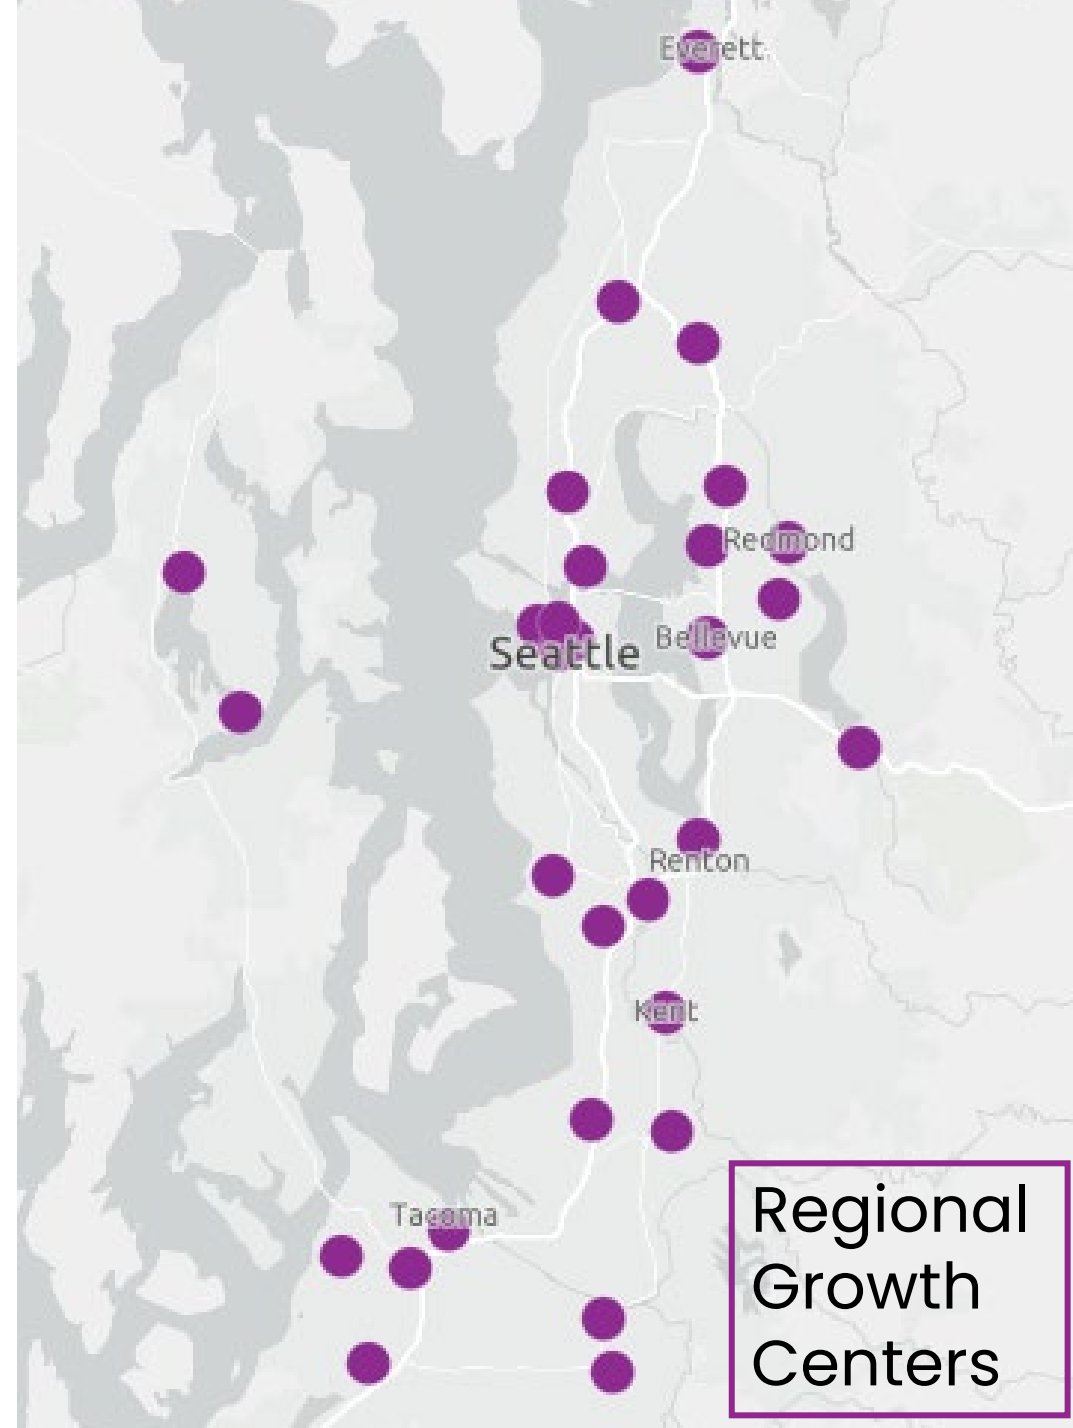 Everett
Redmond
Bellevue
Seattle
Renton
Kent
Tacoma
Regional
Growth
Centers